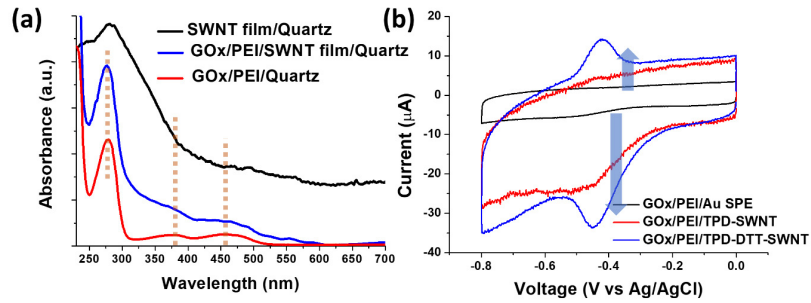 (a)
SWNT film/Quartz
GOx/PEI/SWNT film/Quartz
GOx/PEI/Quartz
Absorbance (a.u.)
250 300 350 400 450 500 550 600 650 700
Wavelength (nm)
(b)
20
10
0
-10
-20
-30
-40
Current (μA)
GOx/PEI/Au SPE
GOx/PEI/TPD-SWNT
GOx/PEI/TPD-DTT-SWNT
-0.8 -0.6 -0.4 -0.2 0.0
Voltage (V vs Ag/AgCl)